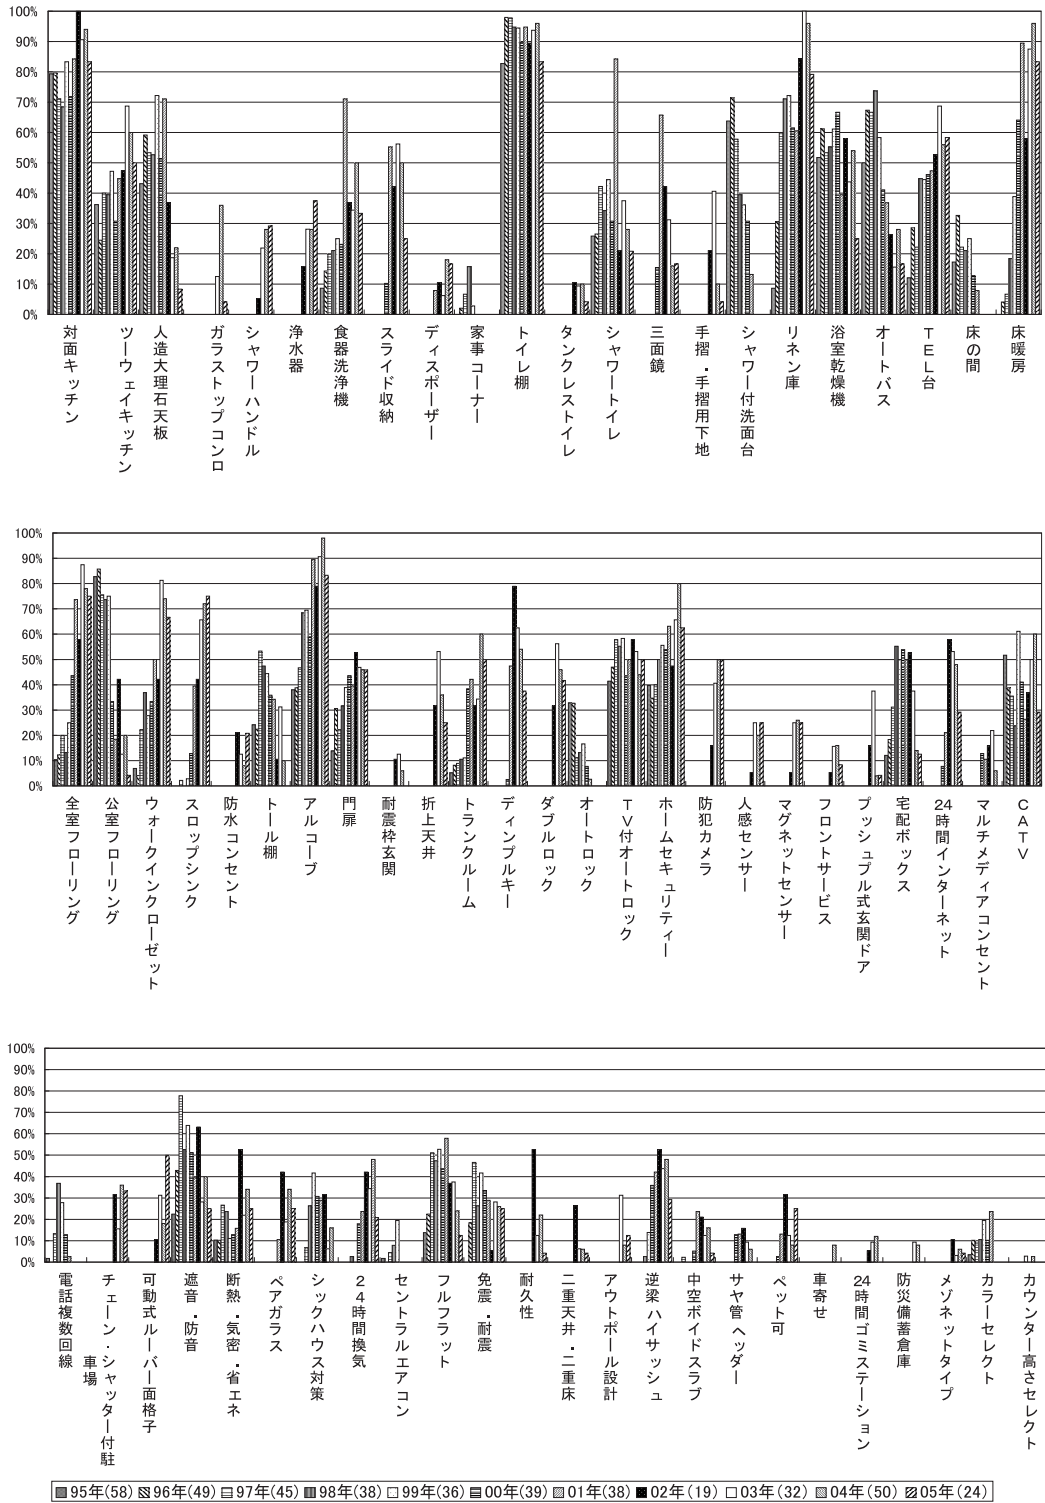 100%
90%
80%
70%
60%
50%
40%
30%
20%
10%
0%
対面キッチン
ツーウェイキッチン
人造大理石天板
ガラストップコンロ
シャワーハンドル
浄水器
食器洗浄機
スライド収納
ディスポーザー
家事コーナー
トイレ棚
タンクレストイレ
シャワートイレ
三面鏡
手摺・手摺用下地
シャワー付洗面台
リネン庫
浴室乾燥機
オートバス
TEL台
床の間
床暖房
100%
90%
80%
70%
60%
50%
40%
30%
20%
10%
0%
全室フローリング
公室フローリング
ウォークインクローゼット
スロップシンク
防水コンセント
トール棚
アルコーブ
門扉
耐震枠玄関
折上天井
トランクルーム
ディンプルキー
ダブルロック
オートロック
TV付オートロック
ホームセキュリティー
防犯カメラ
人感センサー
マグネットセンサー
フロントサービス
プッシュプル式玄関ドア
宅配ボックス
24時間インターネット
マルチメディアコンセント
CATV
100%
90%
80%
70%
60%
50%
40%
30%
20%
10%
0%
電話複数回線
チェーン・シャッター付駐
車場
可動式ルーバー面格子
遮音・防音
断熱・気密・省エネ
ペアガラス
シックハウス対策
24時間換気
セントラルエアコン
フルフラット
免震・耐震
耐久性
二重天井・二重床
アウトポール設計
逆梁ハイサッシュ
中空ボイドスラブ
サヤ管ヘッダー
ペット可
車寄せ
24時間ゴミステーション
防災備蓄倉庫
メゾネットタイプ
カラーセレクト
カウンター高さセレクト
95年(58) 96年(49) 97年(45) 98年(38) 99年(36) 00年(39) 01年(38) 02年(19) 03年(32) 04年(50) 05年(24)